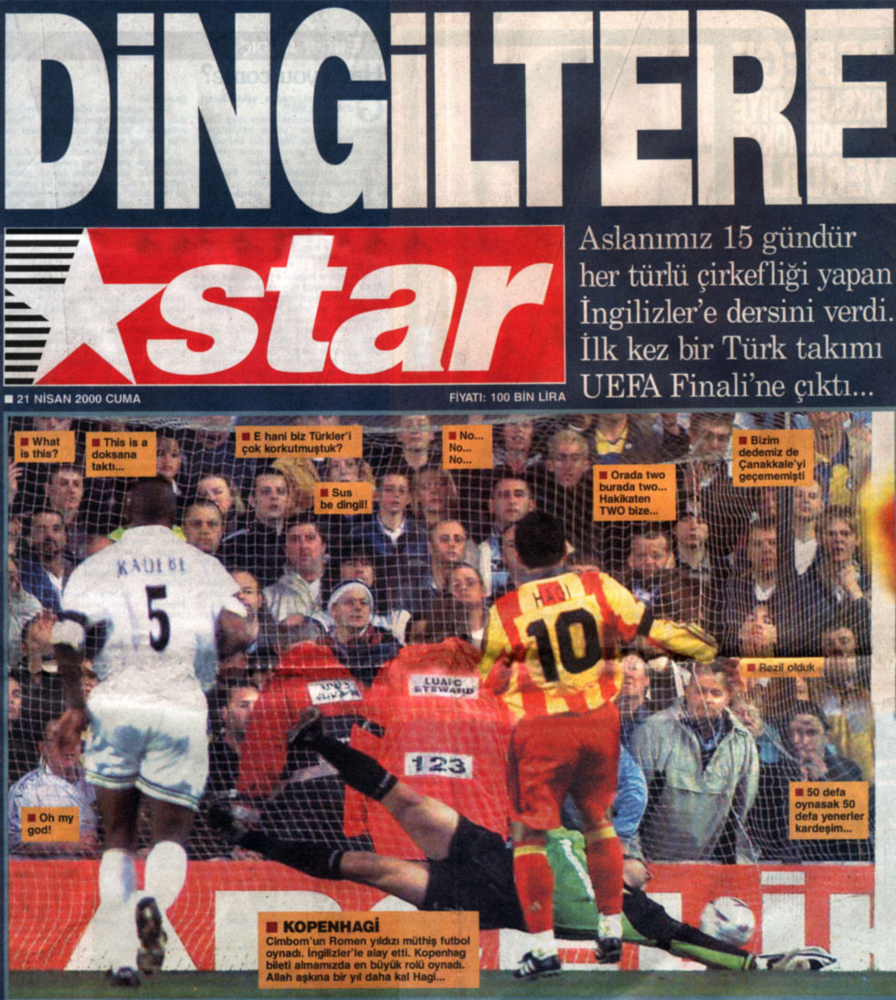 DiNGiLTERE
star
Aslanımız 15 gündür
her türlü çirkefliği yapan
İngilizler'e dersini verdi.
İlk kez bir Türk takımı
UEFA Finali'ne çıktı...
21 NİSAN 2000 CUMA
FİYATI: 100 BİN LİRA
What
is this?
This is a
doksana
taktı...
E hani biz Türkler'i
çok korkutmuştuk?
Sus
be dingil!
No...
No...
No...
Orada two
burada two...
Hakikaten
TWO bize...
Bizim
dedemiz de
Çanakkale'yi
geçememişti
RADEBE
5
HAGI
10
STEWARD
123
Rezil olduk
50 defa
oynasak 50
defa yenerler
kardeşim...
Oh my
god!
KOPENHAGİ
Cimbom'un Romen yıldızı müthiş futbol
oynadı. İngilizler'le alay etti. Kopenhag
bileti almamızda en büyük rolü oynadı.
Allah aşkına bir yıl daha kal Hagi...